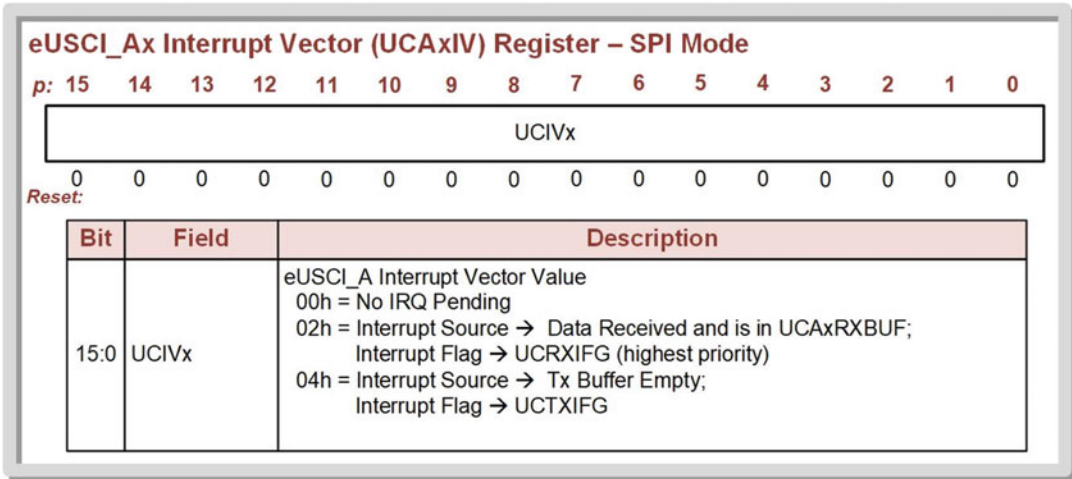 eUSCI_Ax Interrupt Vector (UCAxIV) Register – SPI Mode
p: 15 14 13 12 11 10 9 8 7 6 5 4 3 2 1 0
UCIVx
0 0 0 0 0 0 0 0 0 0 0 0 0 0 0 0
Reset:
Bit Field Description
eUSCI_A Interrupt Vector Value
00h = No IRQ Pending
02h = Interrupt Source → Data Received and is in UCAxRXBUF;
Interrupt Flag → UCRXIFG (highest priority)
15:0 UCIVx
04h = Interrupt Source → Tx Buffer Empty;
Interrupt Flag → UCTXIFG